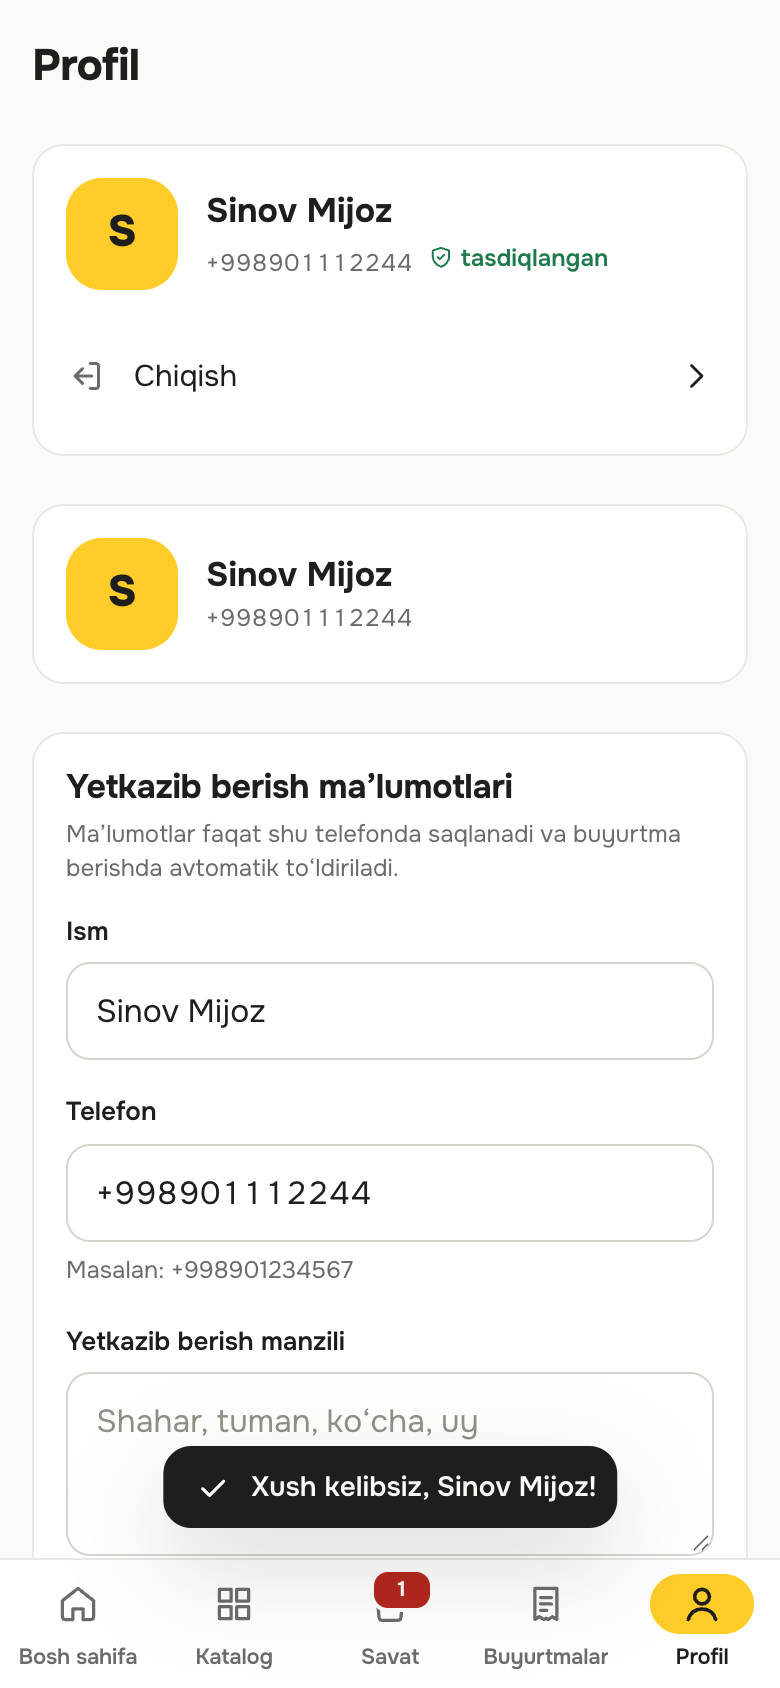 Profil
S
Sinov Mijoz
+998901112244 tasdiqlangan
Chiqish
S
Sinov Mijoz
+998901112244
Yetkazib berish ma’lumotlari
Ma’lumotlar faqat shu telefonda saqlanadi va buyurtma
berishda avtomatik to‘ldiriladi.
Ism
Sinov Mijoz
Telefon
+998901112244
Masalan: +998901234567
Yetkazib berish manzili
Shahar, tuman, ko‘cha, uy
Xush kelibsiz, Sinov Mijoz!
1
Bosh sahifa Katalog Savat Buyurtmalar Profil